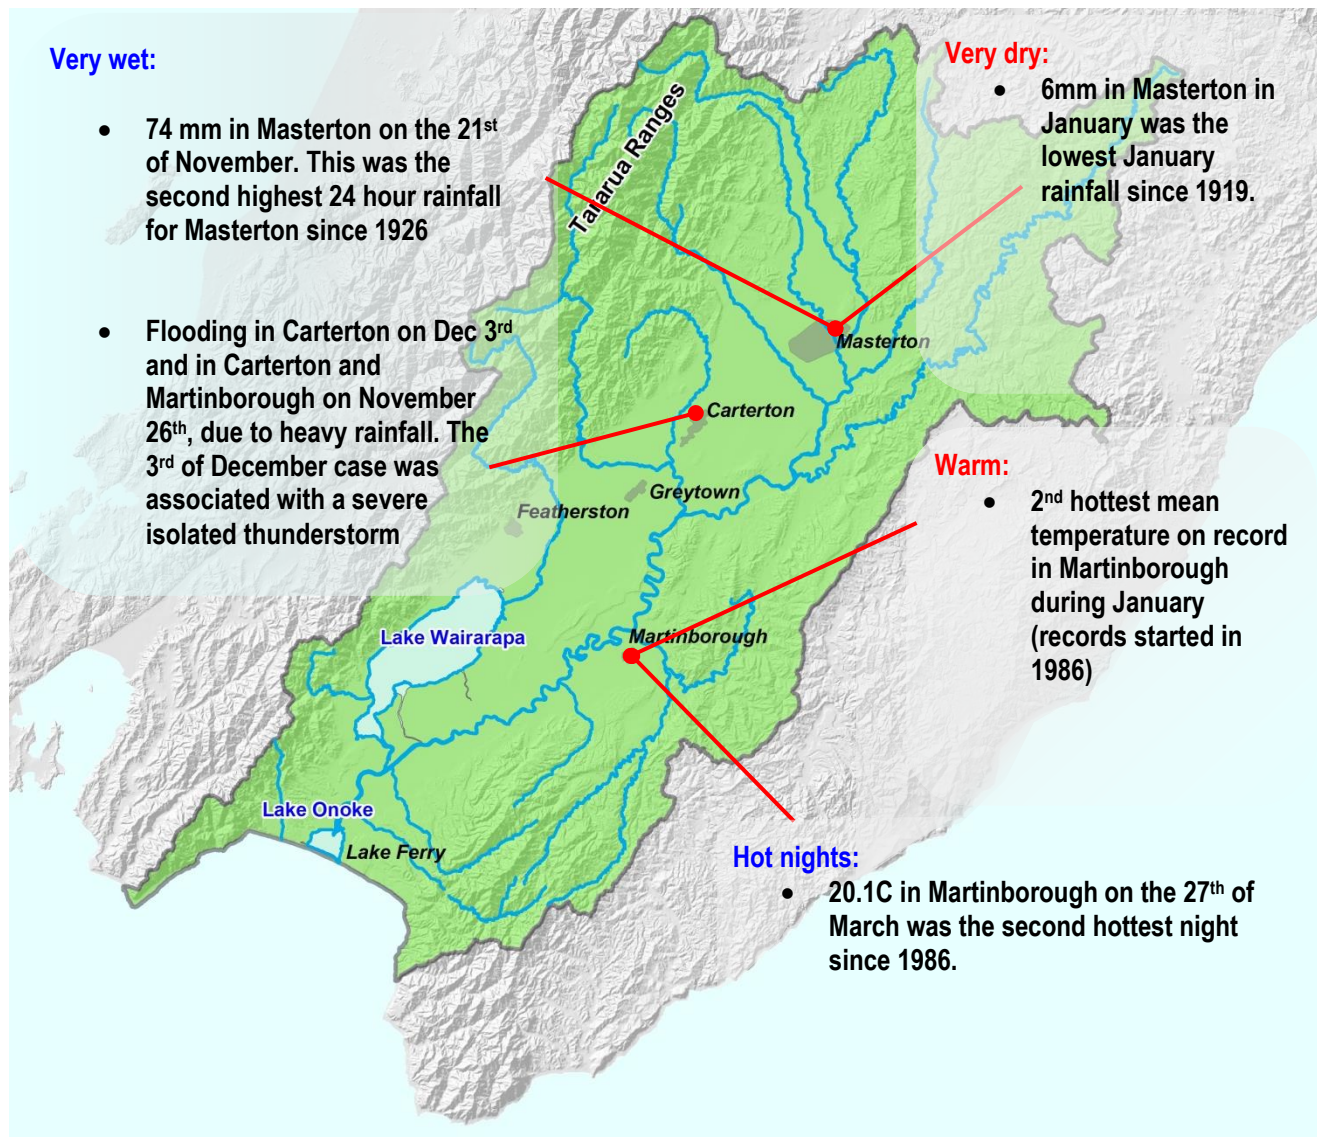 Very wet:
• 74 mm in Masterton on the 21st
of November. This was the
second highest 24 hour rainfall
for Masterton since 1926
• Flooding in Carterton on Dec 3rd
and in Carterton and
Martinborough on November
26th, due to heavy rainfall. The
3rd of December case was
associated with a severe
isolated thunderstorm
Very dry:
• 6mm in Masterton in
January was the
lowest January
rainfall since 1919.
Tararua Ranges
Masterton
Carterton
Greytown
Featherston
Warm:
• 2nd hottest mean
temperature on record
in Martinborough
during January
(records started in
1986)
Lake Wairarapa
Martinborough
Lake Onoke
Lake Ferry
Hot nights:
• 20.1C in Martinborough on the 27th of
March was the second hottest night
since 1986.